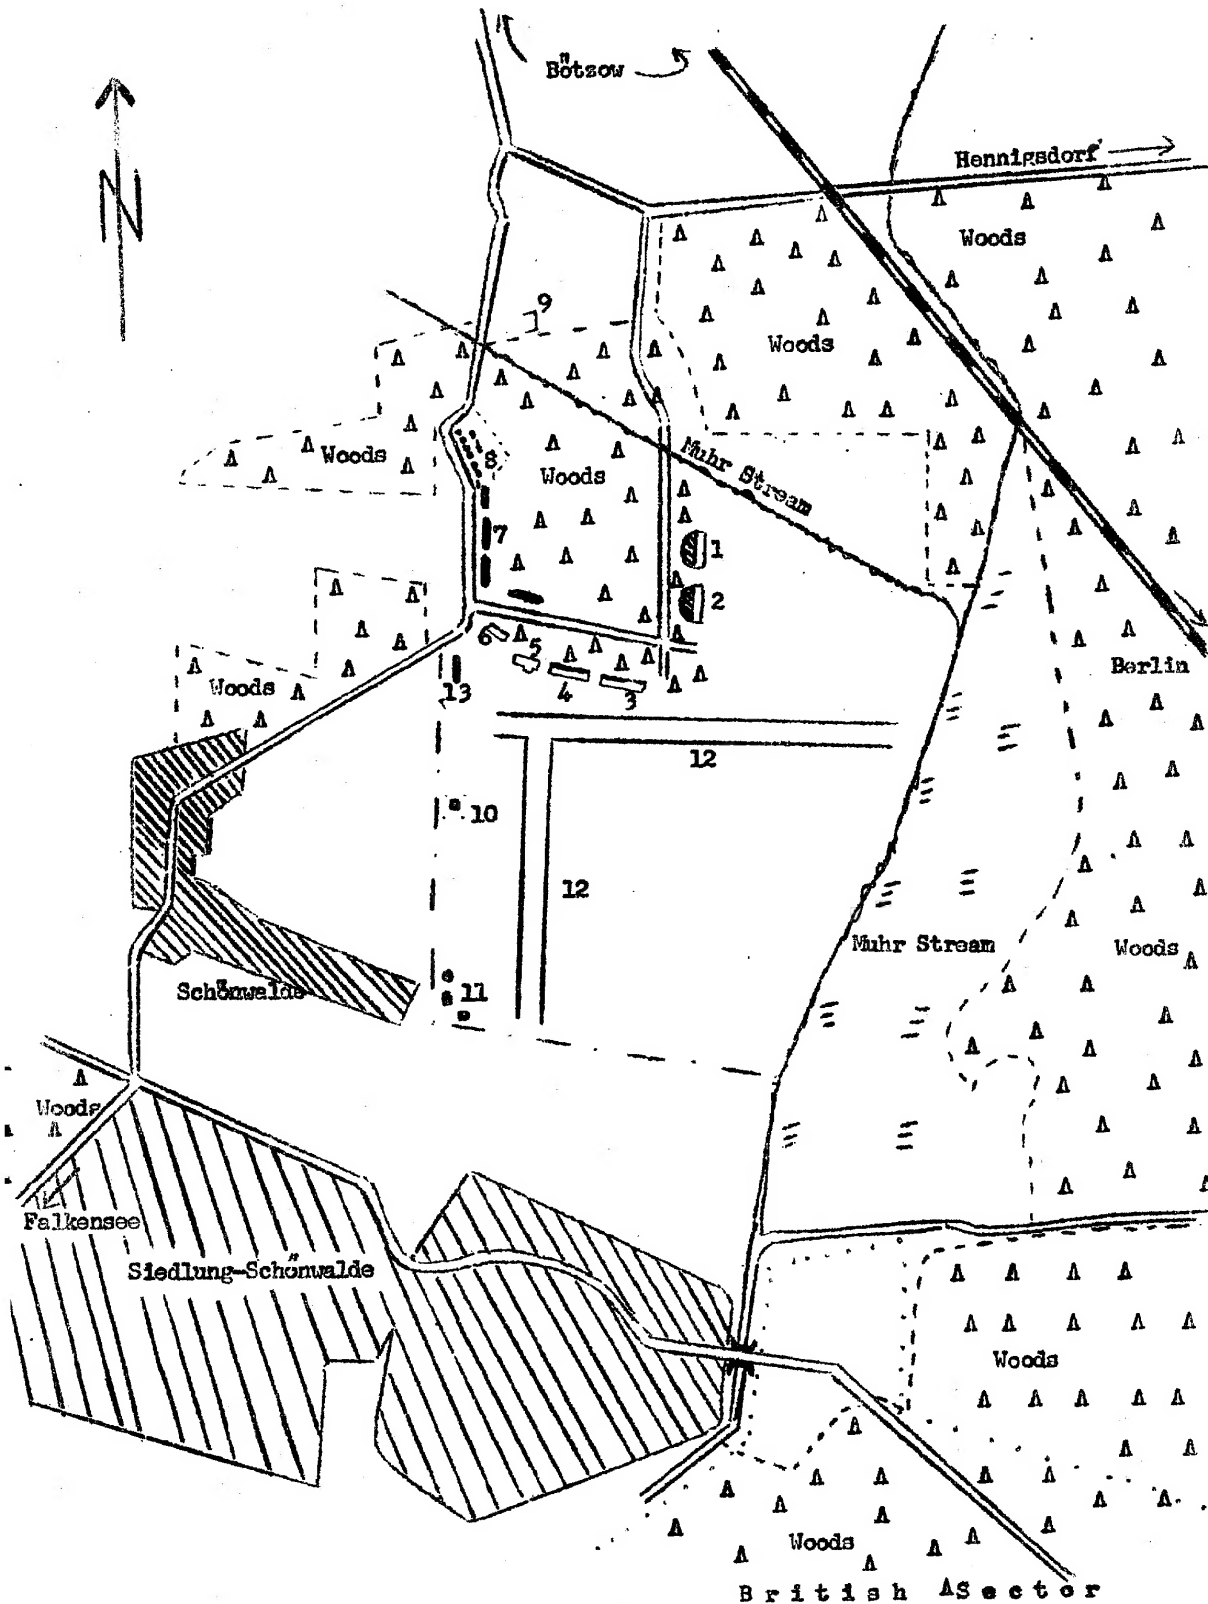 Bötzow
N
Hennigsdorf
Woods
9
Woods
Woods
8
Woods
Muhr Stream
7
1
2
6
5
Woods
13
4
3
Berlin
12
10
12
Muhr Stream
Woods
Schönwalde
11
Woods
Falkensee
Siedlung-Schönwalde
Woods
Woods
British Sector